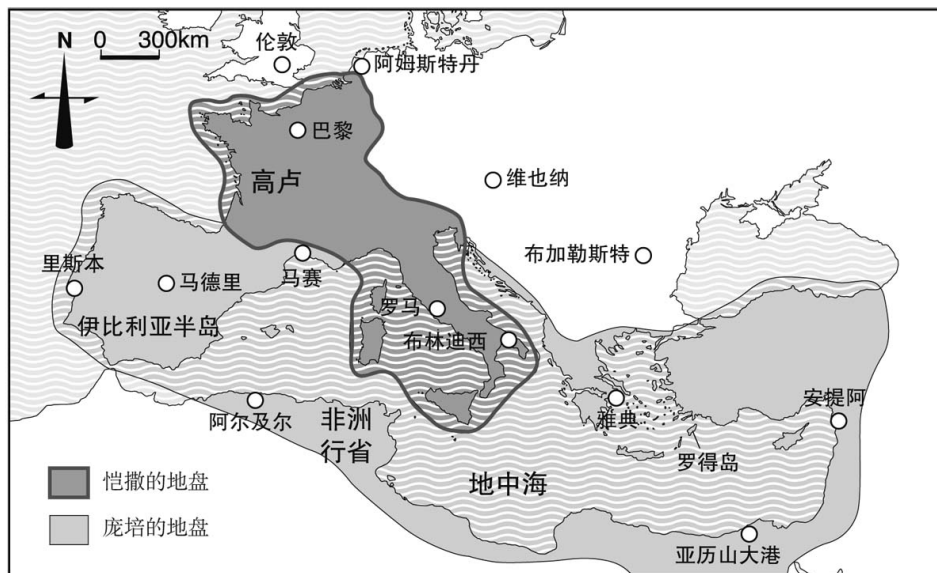 N
0 300km
伦敦
阿姆斯特丹
巴黎
高卢
维也纳
布加勒斯特
里斯本
马德里
马赛
伊比利亚半岛
罗马
布林迪西
阿尔及尔
非洲
行省
雅典
安提阿
罗得岛
地中海
亚历山大港
恺撒的地盘
庞培的地盘